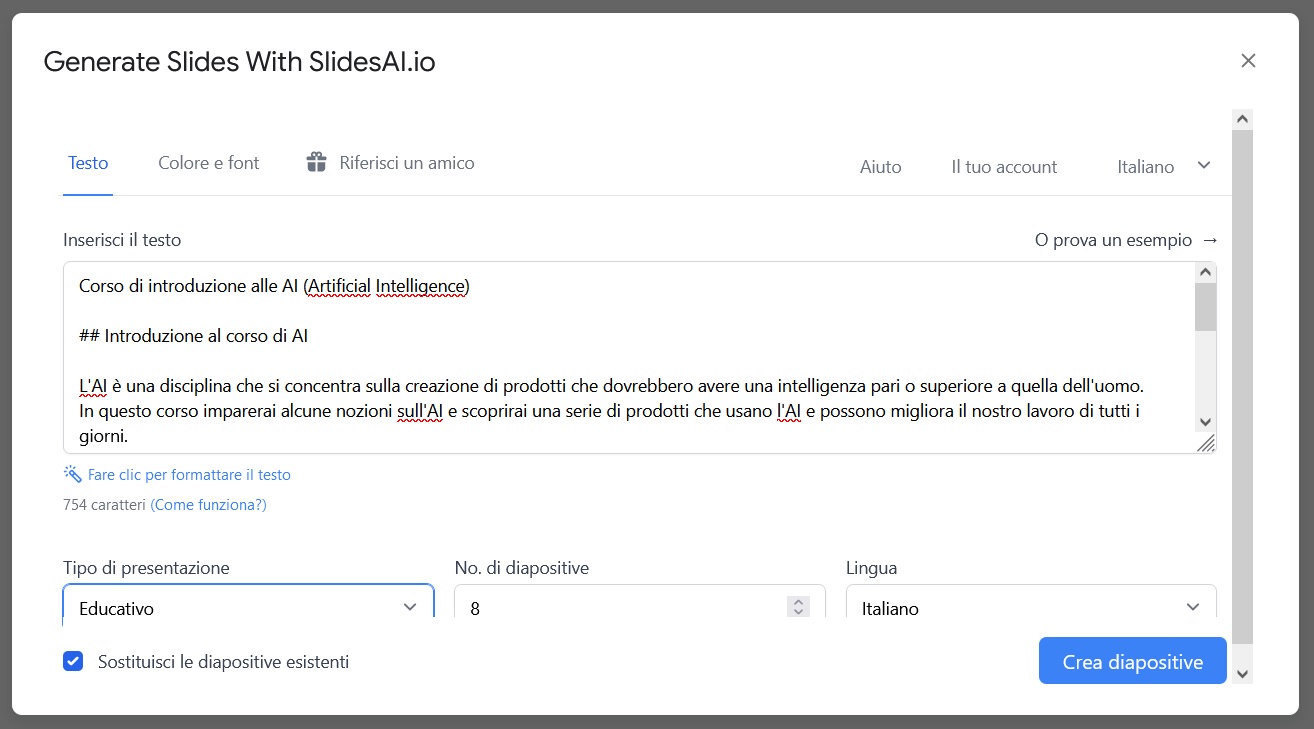 Generate Slides With SlidesAI.io
Testo
Colore e font
Riferisci un amico
Aiuto
Il tuo account
Italiano
Inserisci il testo
O prova un esempio →
Corso di introduzione alle AI (Artificial Intelligence)
## Introduzione al corso di AI
L'AI è una disciplina che si concentra sulla creazione di prodotti che dovrebbero avere una intelligenza pari o superiore a quella dell'uomo.
In questo corso imparerai alcune nozioni sull'AI e scoprirai una serie di prodotti che usano l'AI e possono migliora il nostro lavoro di tutti i
giorni.
Fare clic per formattare il testo
754 caratteri (Come funziona?)
Tipo di presentazione
No. di diapositive
Lingua
Educativo
8
Italiano
Sostituisci le diapositive esistenti
Crea diapositive